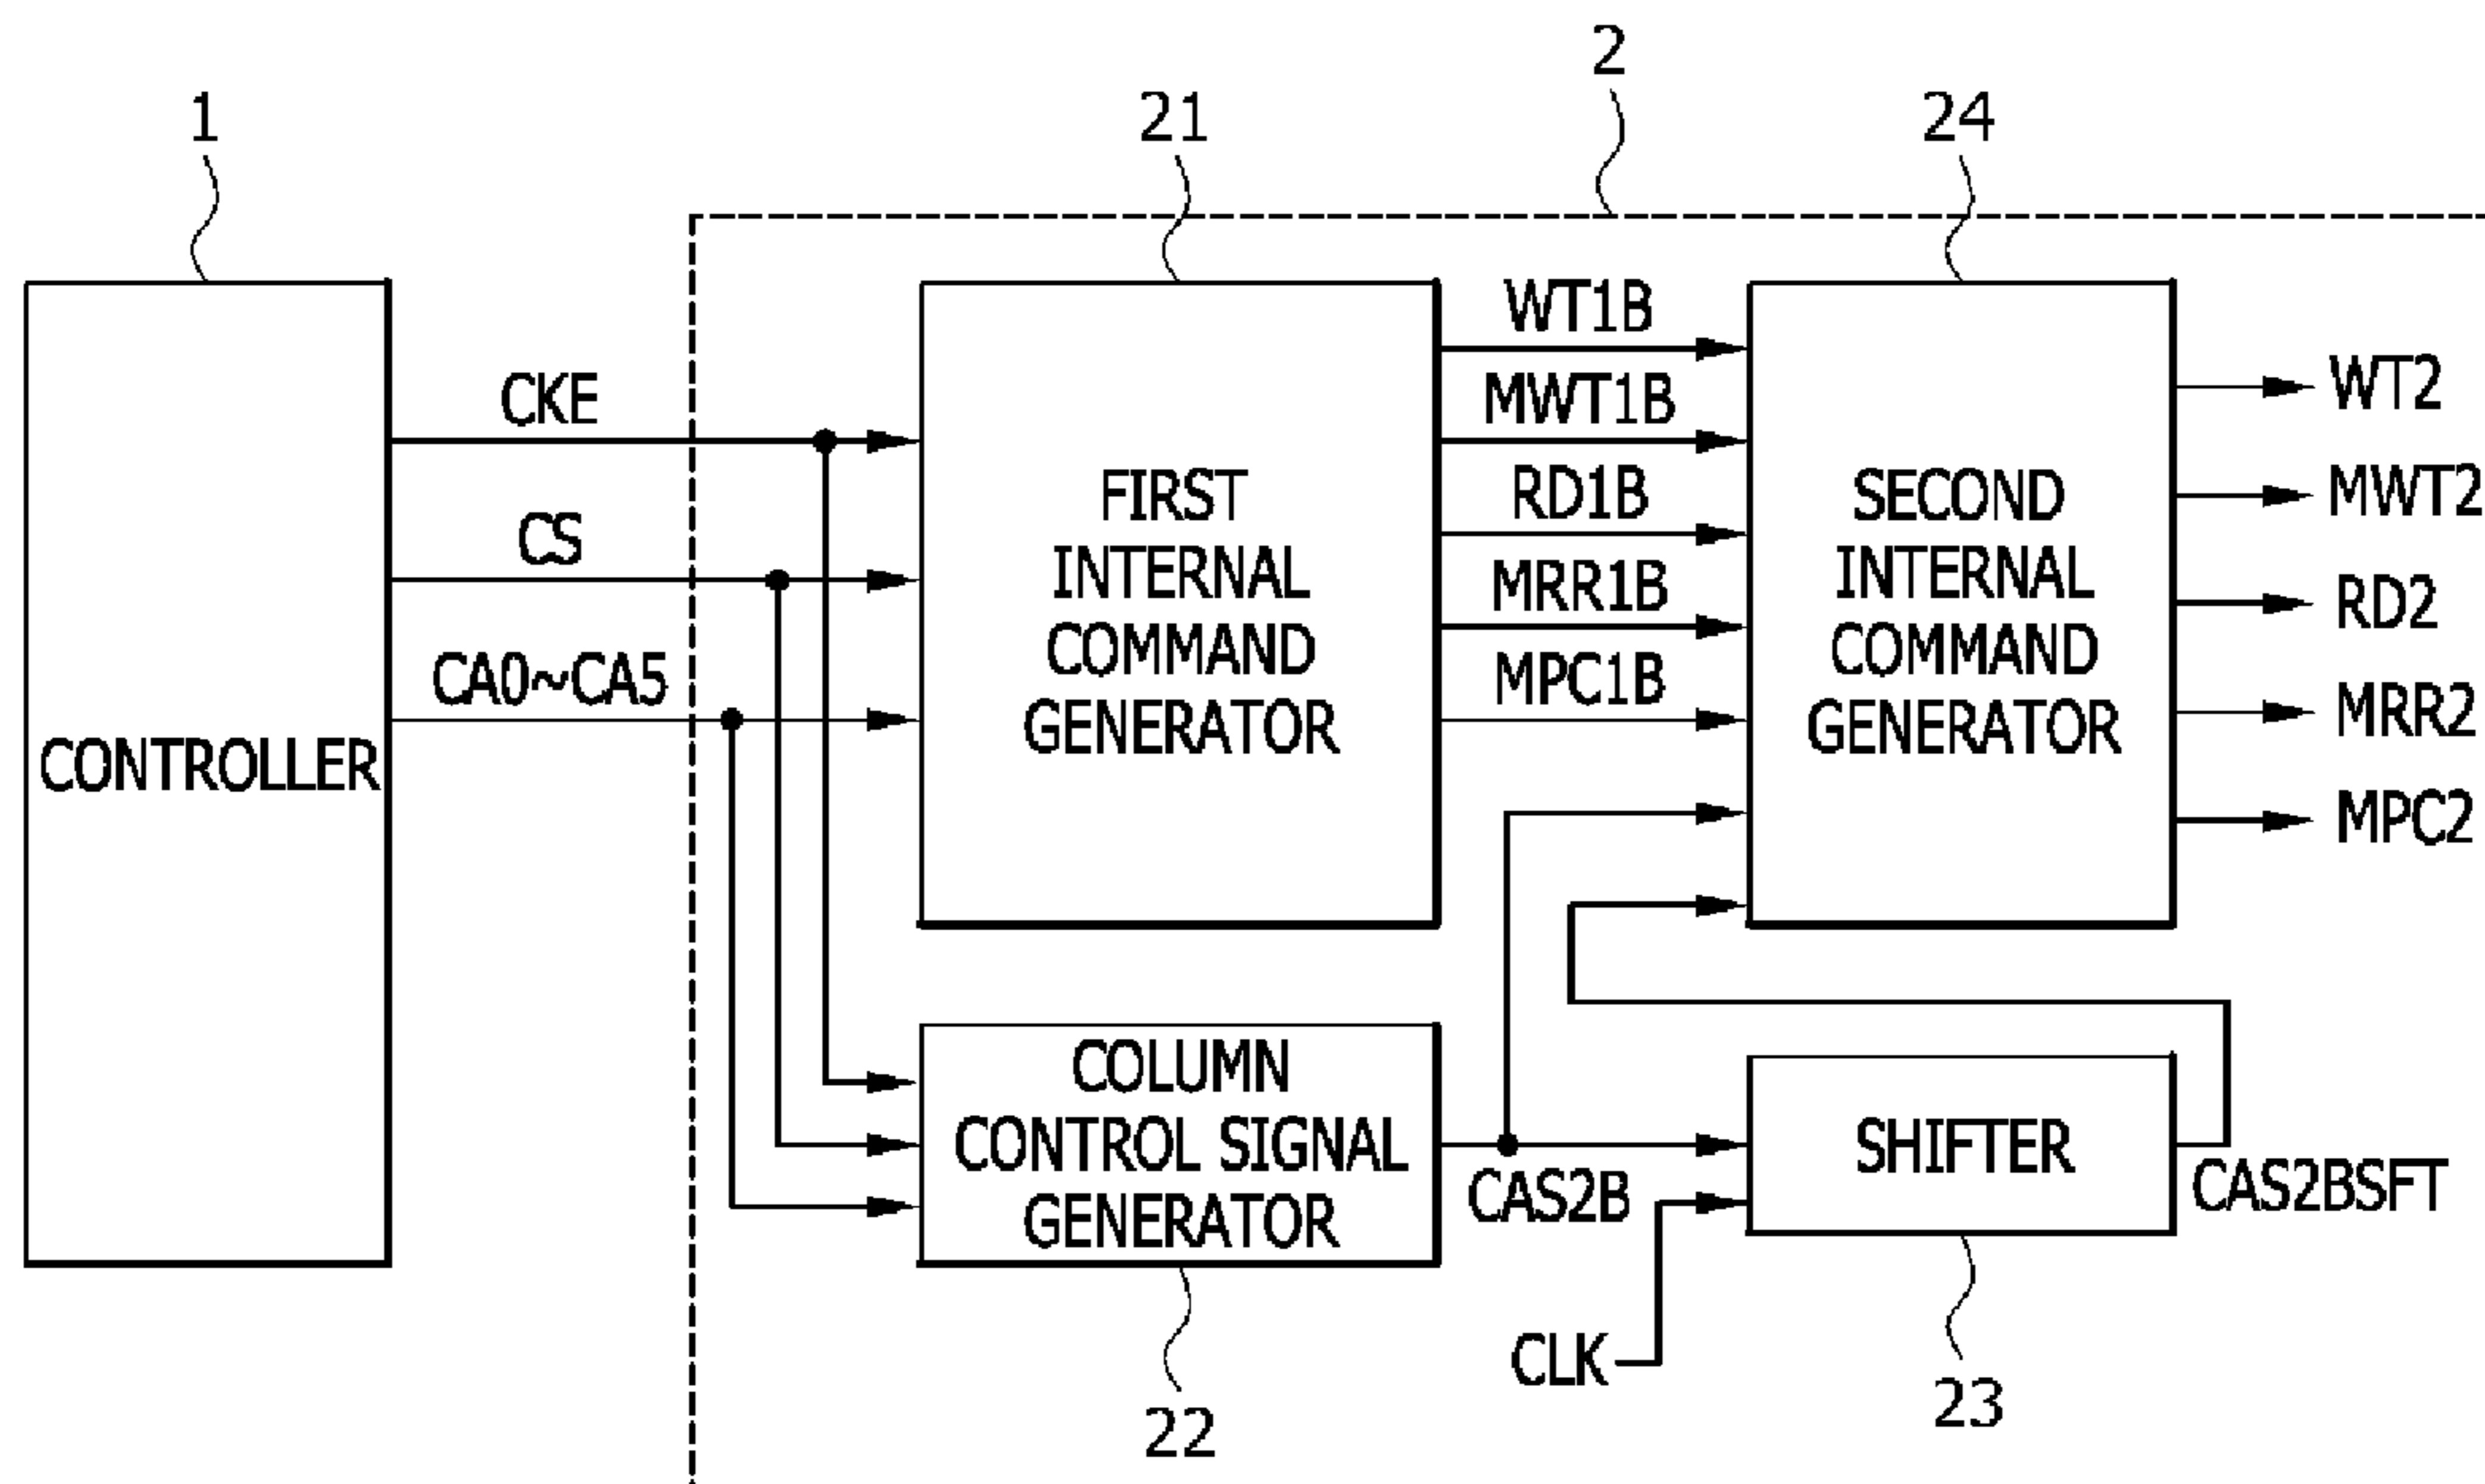 2
1
21
24
CONTROLLER
CKE
CS
CA0~CA5
FIRST
INTERNAL
COMMAND
GENERATOR
WT1B
MWT1B
RD1B
MRR1B
MPC1B
SECOND
INTERNAL
COMMAND
GENERATOR
WT2
MWT2
RD2
MRR2
MPC2
COLUMN
CONTROL SIGNAL
GENERATOR
CAS2B
SHIFTER
CAS2BSFT
CLK
22
23